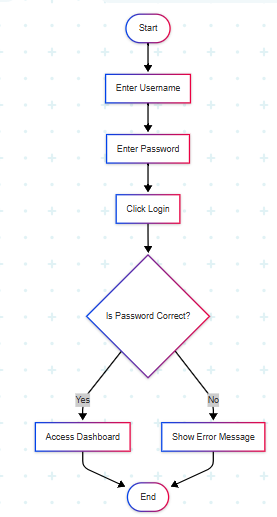 Start
Enter Username
Enter Password
Click Login
Is Password Correct?
Yes
No
Access Dashboard
Show Error Message
End